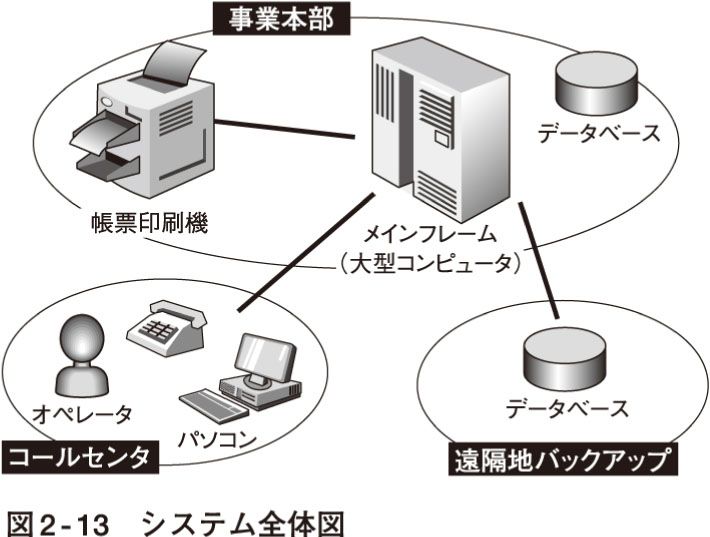 事業本部
データベース
帳票印刷機
メインフレーム
（大型コンピュータ）
オペレータ
パソコン
コールセンタ
データベース
遠隔地バックアップ
図2-13　システム全体図